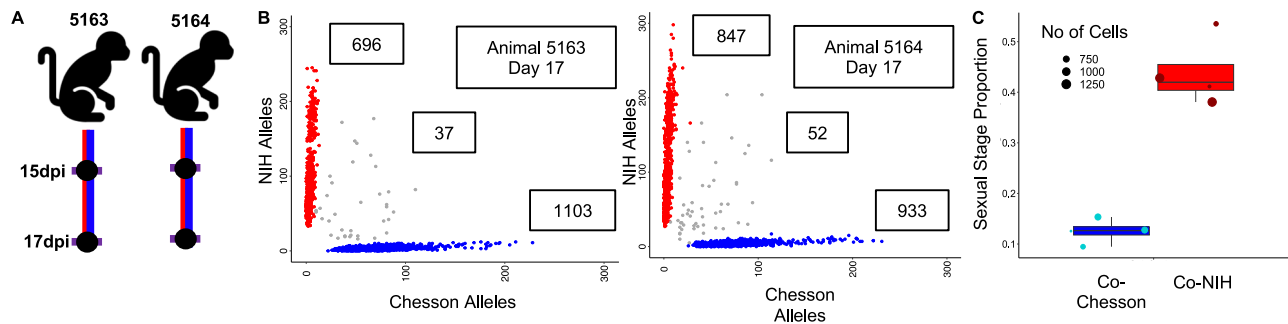 A
5163
5164
15dpi
17dpi
B
NIH Alleles
300
200
100
0
696
Animal 5163
Day 17
37
1103
0
100
200
300
Chesson Alleles
NIH Alleles
300
200
100
0
847
Animal 5164
Day 17
52
933
0
100
200
300
Chesson
Alleles
C
Sexual Stage Proportion
0,5
0.4
0.3
0.2
0.1
No of Cells
750
1000
1250
Co-
Chesson
Co-NIH